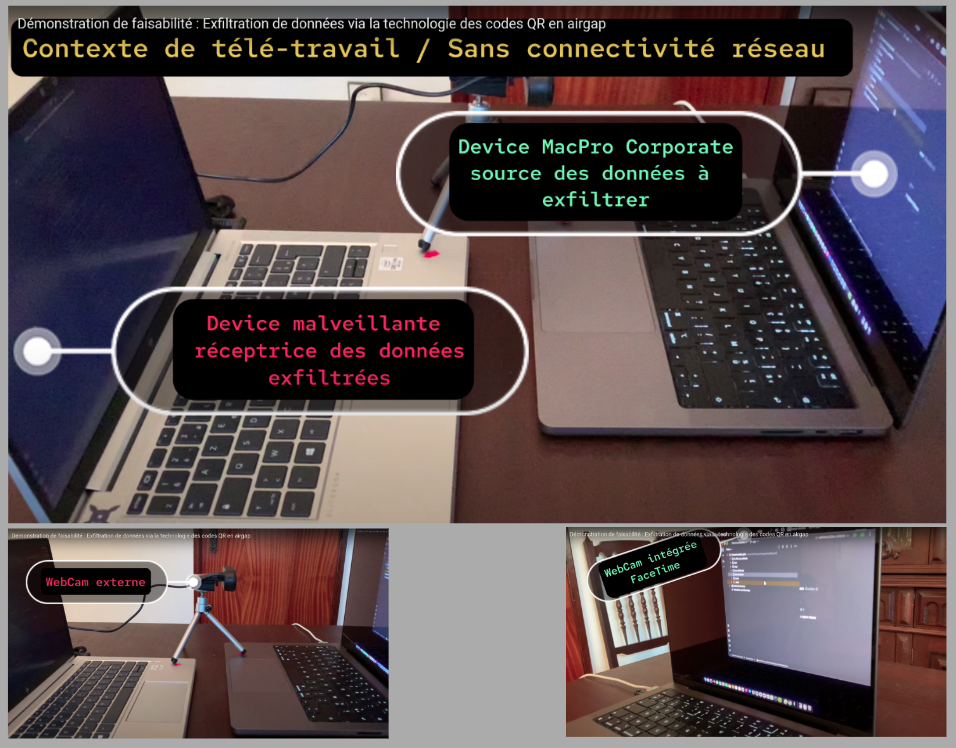 Démonstration de faisabilité : Exfiltration de données via la technologie des codes QR en airgap
Contexte de télé-travail / Sans connectivité réseau
Device MacPro Corporate
source des données à
exfiltrer
Device malveillante
réceptrice des données
exfiltrées
Démonstration de faisabilité : Exfiltration de données via la technologie des codes QR en airgap
WebCam externe
Démonstration de faisabilité : Exfiltration de données via la technologie des codes QR en airgap
WebCam intégrée
FaceTime